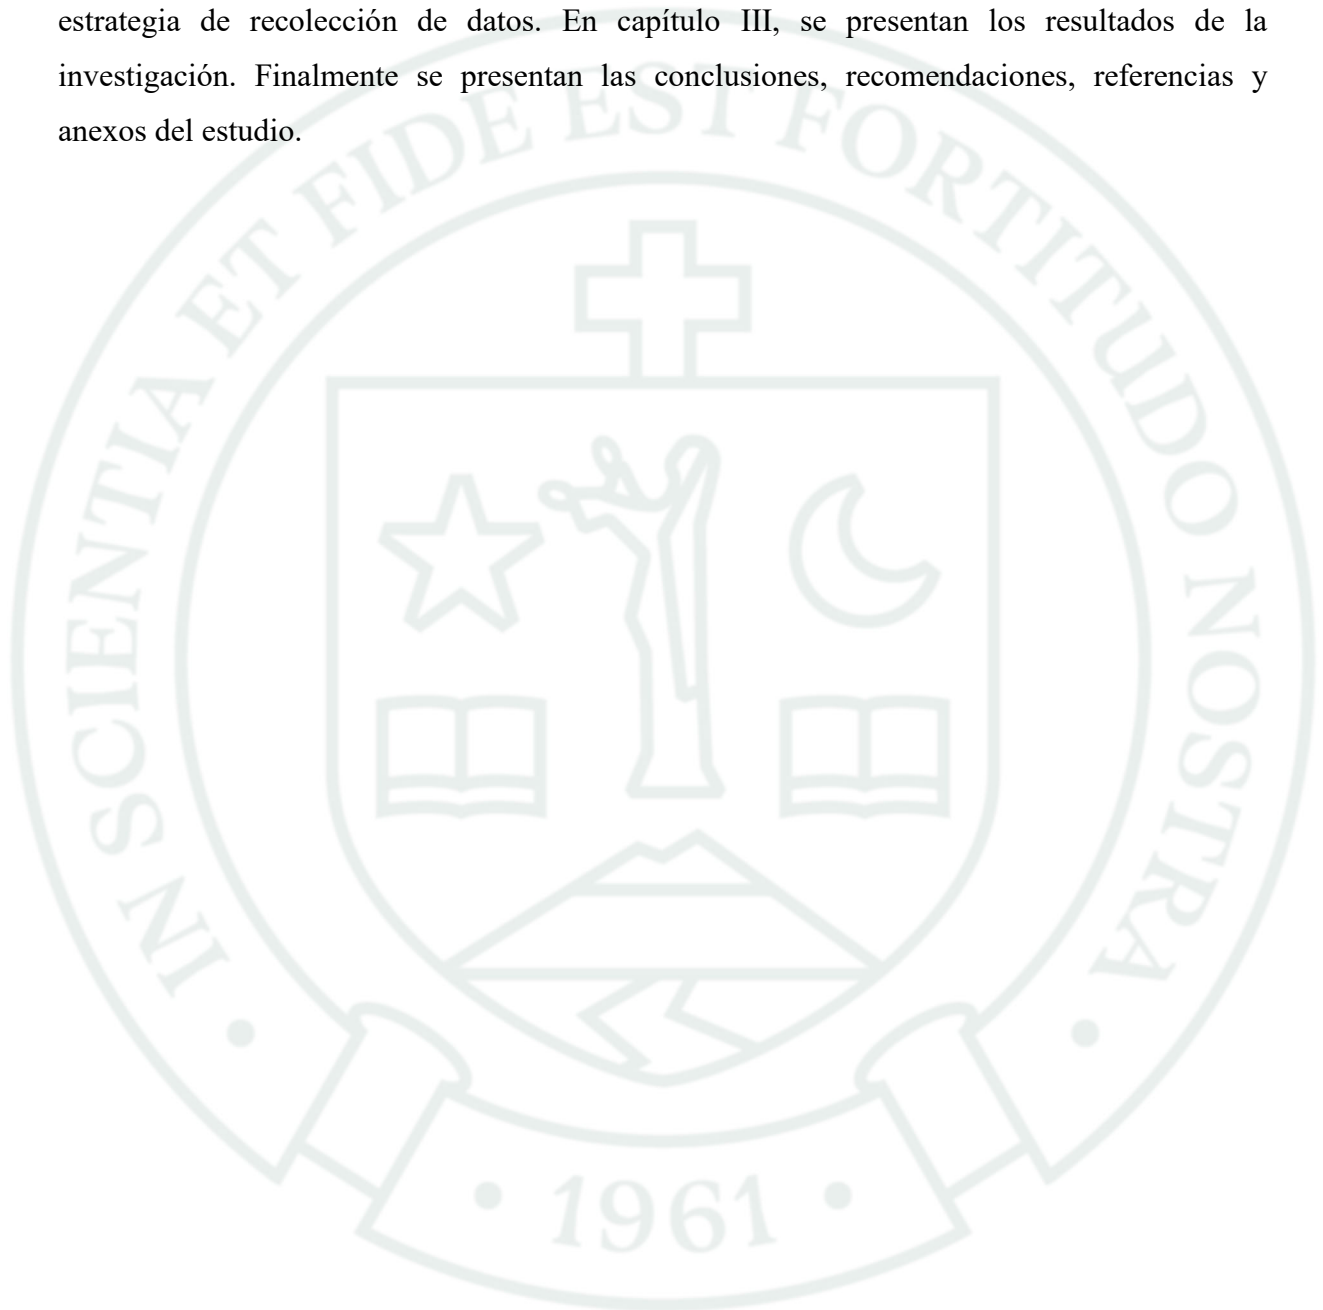 estrategia de recolección de datos. En capítulo III, se presentan los resultados de la
investigación. Finalmente se presentan las conclusiones, recomendaciones, referencias y
anexos del estudio.
IN SCIENTIA ET FIDE EST FORTITUDO NOSTRA
• 1961 •